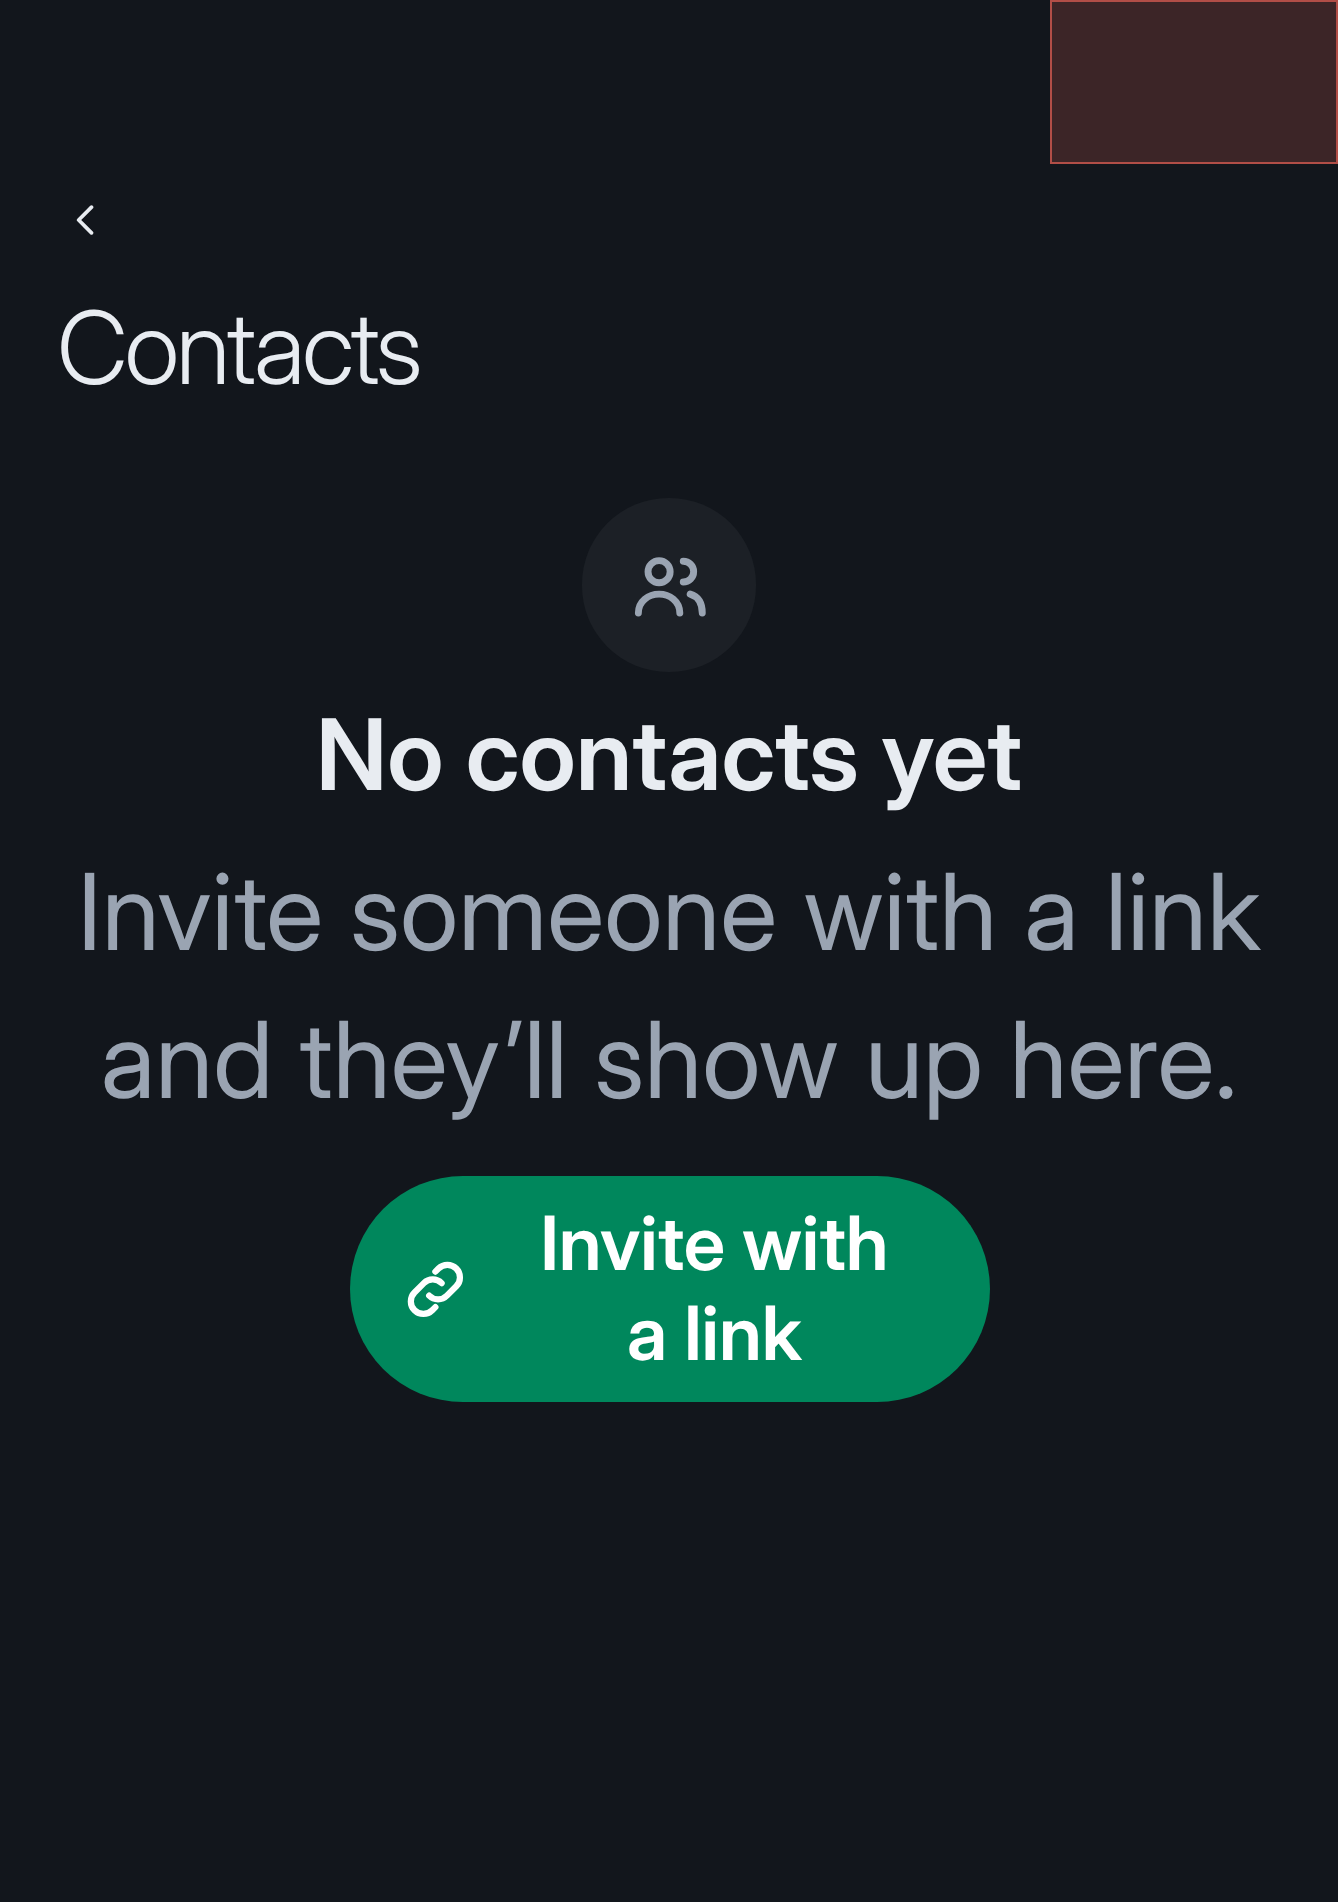 Contacts
No contacts yet
Invite someone with a link
and they’ll show up here.
Invite with
a link